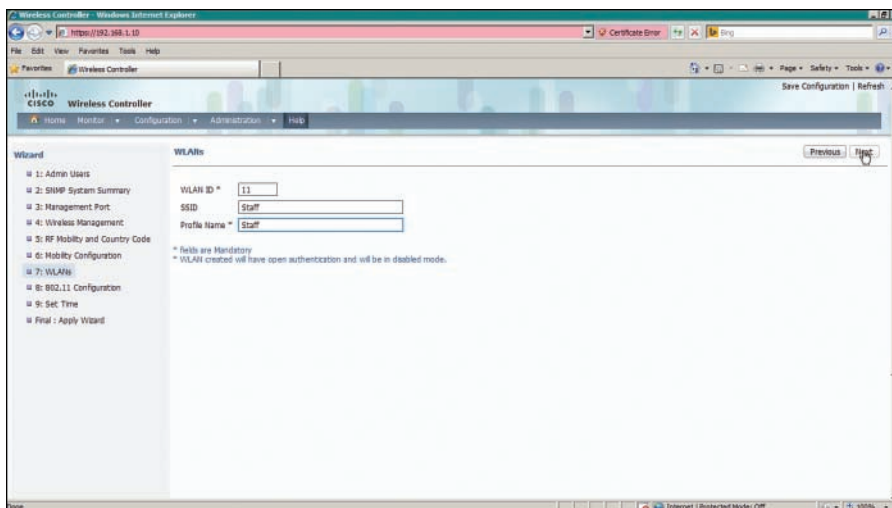 Wireless Controller - Windows Internet Explorer
https://192.168.1.10
Certificate Error
Bing
File Edit View Favorites Tools Help
Favorites Wireless Controller
Page Safety Tools
CISCO Wireless Controller
Save Configuration | Refresh
Home Monitor Configuration Administration Help
Wizard
1: Admin Users
2: SNMP System Summary
3: Management Port
4: Wireless Management
5: RF Mobility and Country Code
6: Mobility Configuration
7: WLANs
8: 802.11 Configuration
9: Set Time
Final : Apply Wizard
WLANs
Previous Next
WLAN ID * 11
SSID Staff
Profile Name * Staff
* fields are Mandatory
* WLAN created will have open authentication and will be in disabled mode.
Done
Internet | Protected Mode: Off
100%